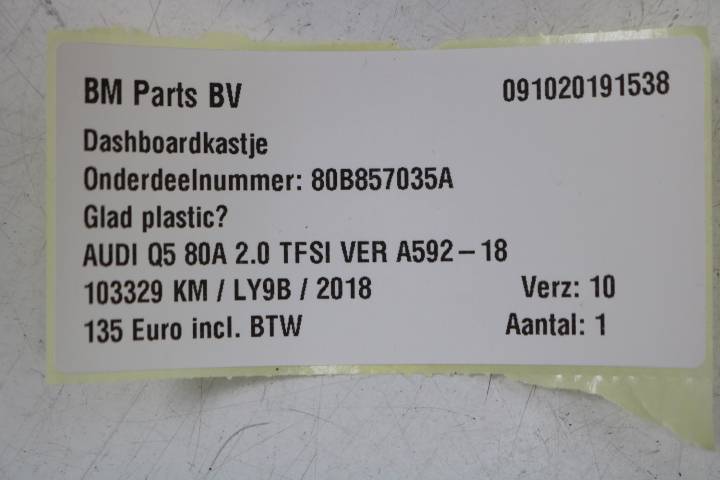 BM Parts BV 091020191538
Dashboardkastje
Onderdeelnummer: 80B857035A
Glad plastic?
AUDI Q5 80A 2.0 TFSI VER A592-18
103329 KM / LY9B / 2018 Verz: 10
135 Euro incl. BTW Aantal: 1